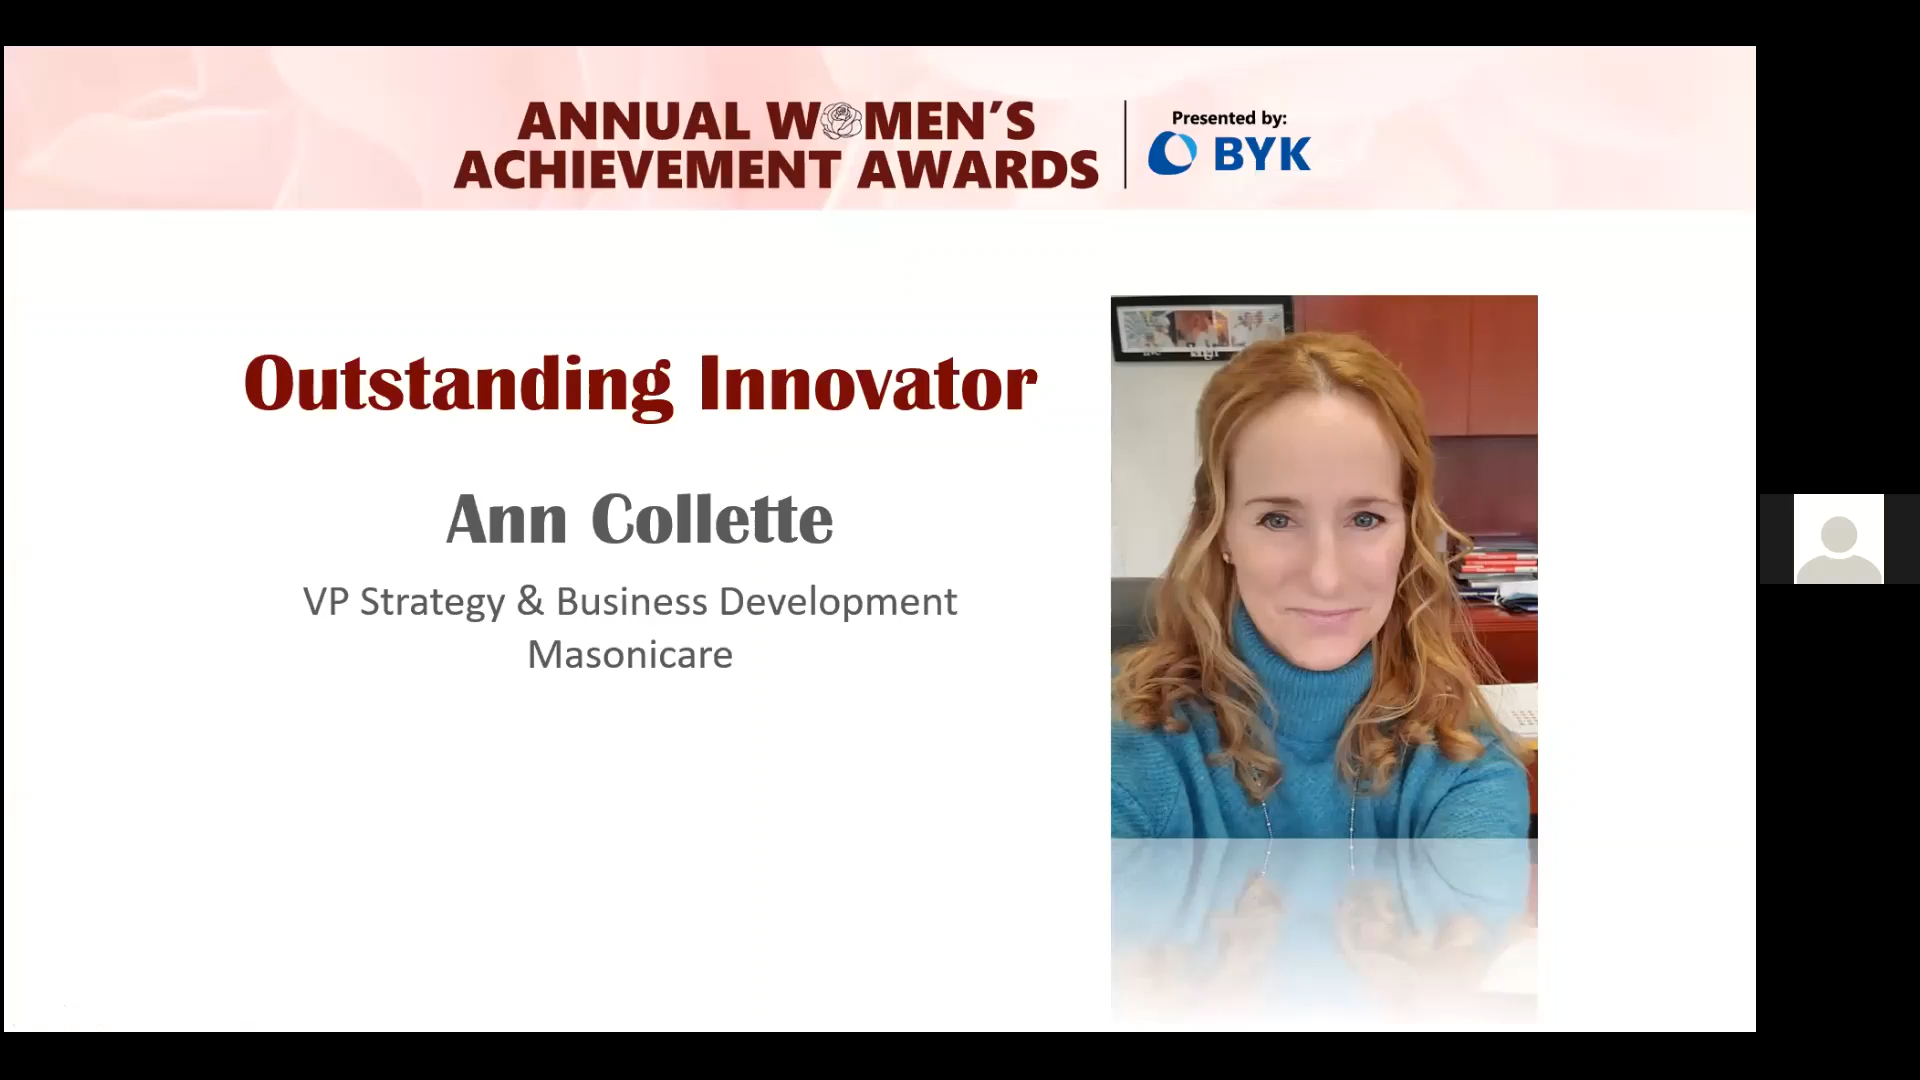 ANNUAL WOMEN'S
ACHIEVEMENT AWARDS
Presented by:
BYK
Outstanding Innovator
Ann Collette
VP Strategy & Business Development
Masonicare